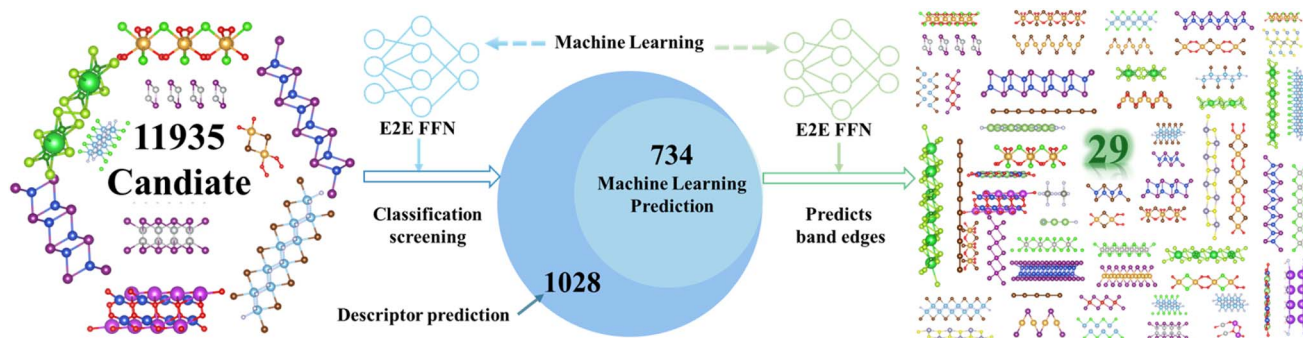 11935
Candiate
Machine Learning
E2E FFN
E2E FFN
Classification
screening
734
Machine Learning
Prediction
1028
Descriptor prediction
Predicts
band edges
29